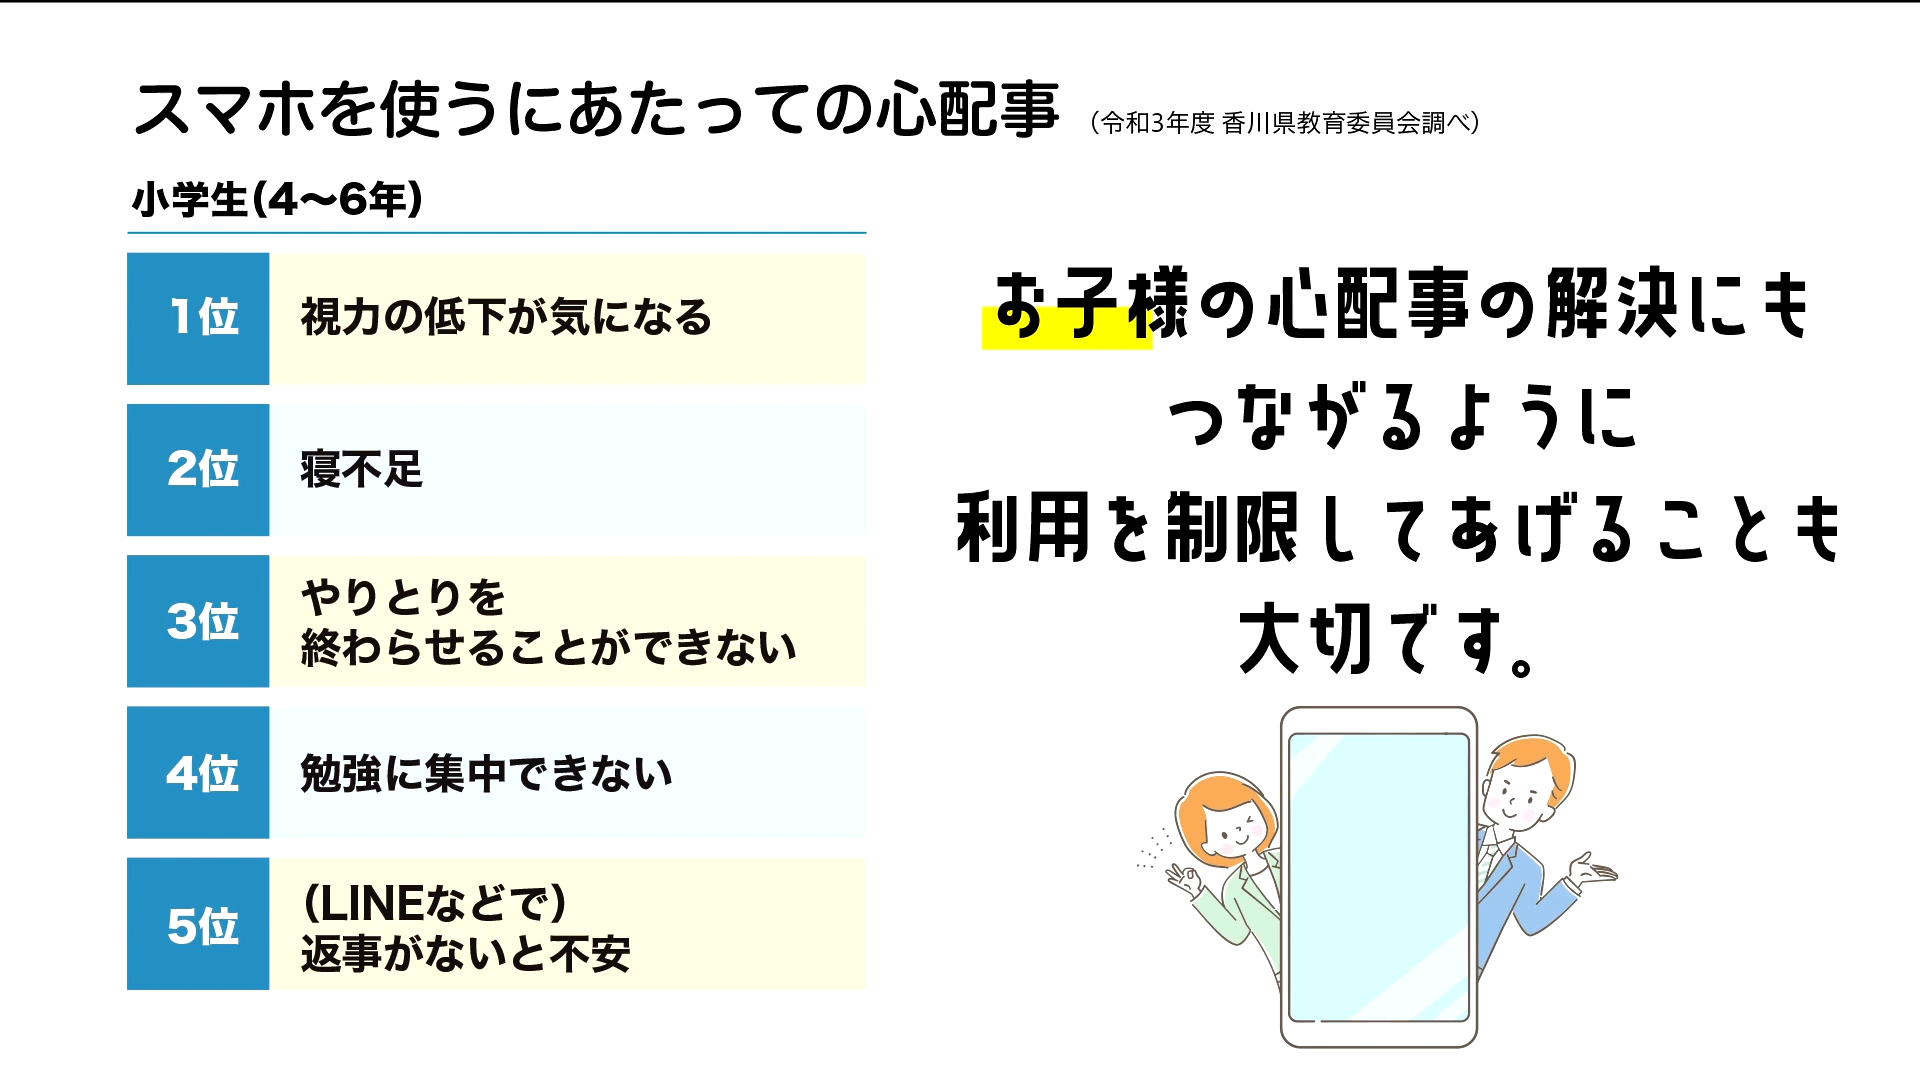 スマホを使うにあたっての心配事 （令和3年度 香川県教育委員会調べ）
小学生(4〜6年)
1位 視力の低下が気になる
2位 寝不足
3位 やりとりを
終わらせることができない
4位 勉強に集中できない
5位 （LINEなどで）
返事がないと不安
お子様の心配事の解決にも
つながるように
利用を制限してあげることも
大切です。